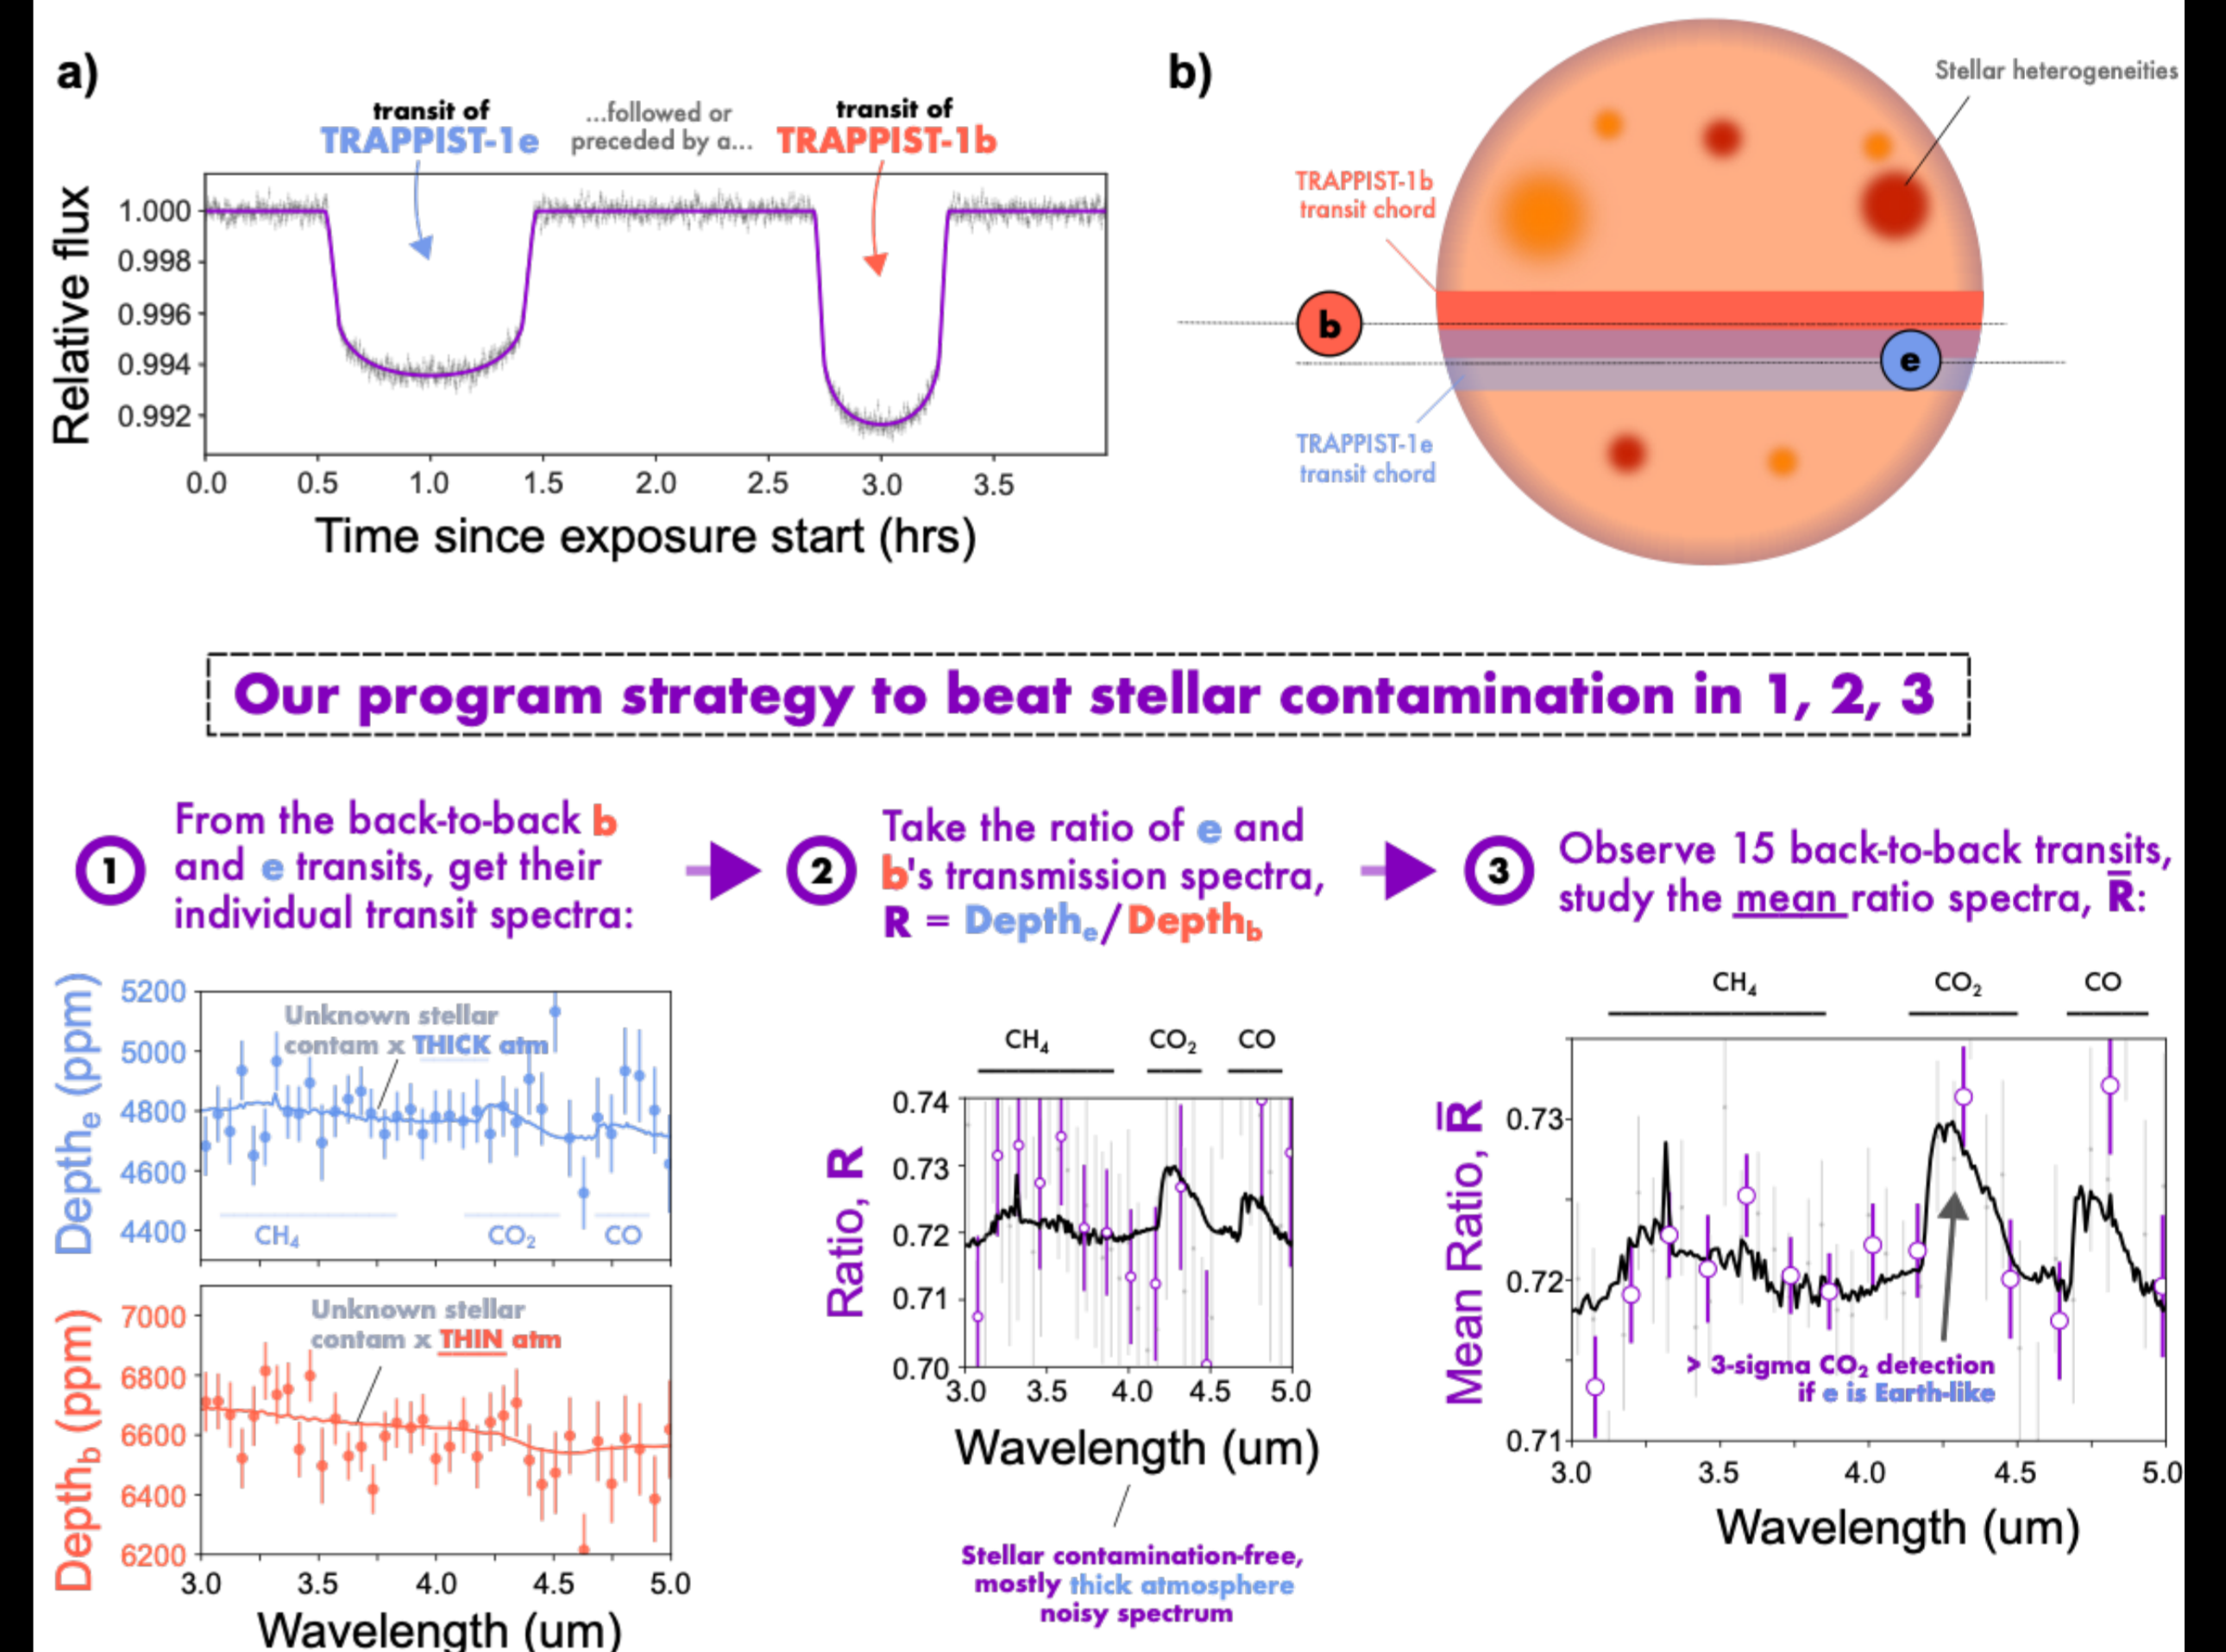 a)
transit of
TRAPPIST-1e
...followed or
preceded by a...
transit of
TRAPPIST-1b
Relative flux
1.000
0.998
0.996
0.994
0.992
0.0 0.5 1.0 1.5 2.0 2.5 3.0 3.5
Time since exposure start (hrs)
b)
Stellar heterogeneities
TRAPPIST-1b
transit chord
b
e
TRAPPIST-1e
transit chord
Our program strategy to beat stellar contamination in 1, 2, 3
1
From the back-to-back b
and e transits, get their
individual transit spectra:
2
Take the ratio of e and
b's transmission spectra,
R = Depthₑ/Depth_b
3
Observe 15 back-to-back transits,
study the mean ratio spectra, R̄:
Depthₑ (ppm)
5200
5000
4800
4600
4400
Unknown stellar
contam x THICK atm
CH₄ CO₂ CO
Depth_b (ppm)
7000
6800
6600
6400
6200
Unknown stellar
contam x THIN atm
3.0 3.5 4.0 4.5 5.0
Wavelength (um)
CH₄ CO₂ CO
Ratio, R
0.74
0.73
0.72
0.71
0.70
3.0 3.5 4.0 4.5 5.0
Wavelength (um)
Stellar contamination-free,
mostly thick atmosphere
noisy spectrum
CH₄ CO₂ CO
Mean Ratio, R̄
0.73
0.72
0.71
> 3-sigma CO₂ detection
if e is Earth-like
3.0 3.5 4.0 4.5 5.0
Wavelength (um)